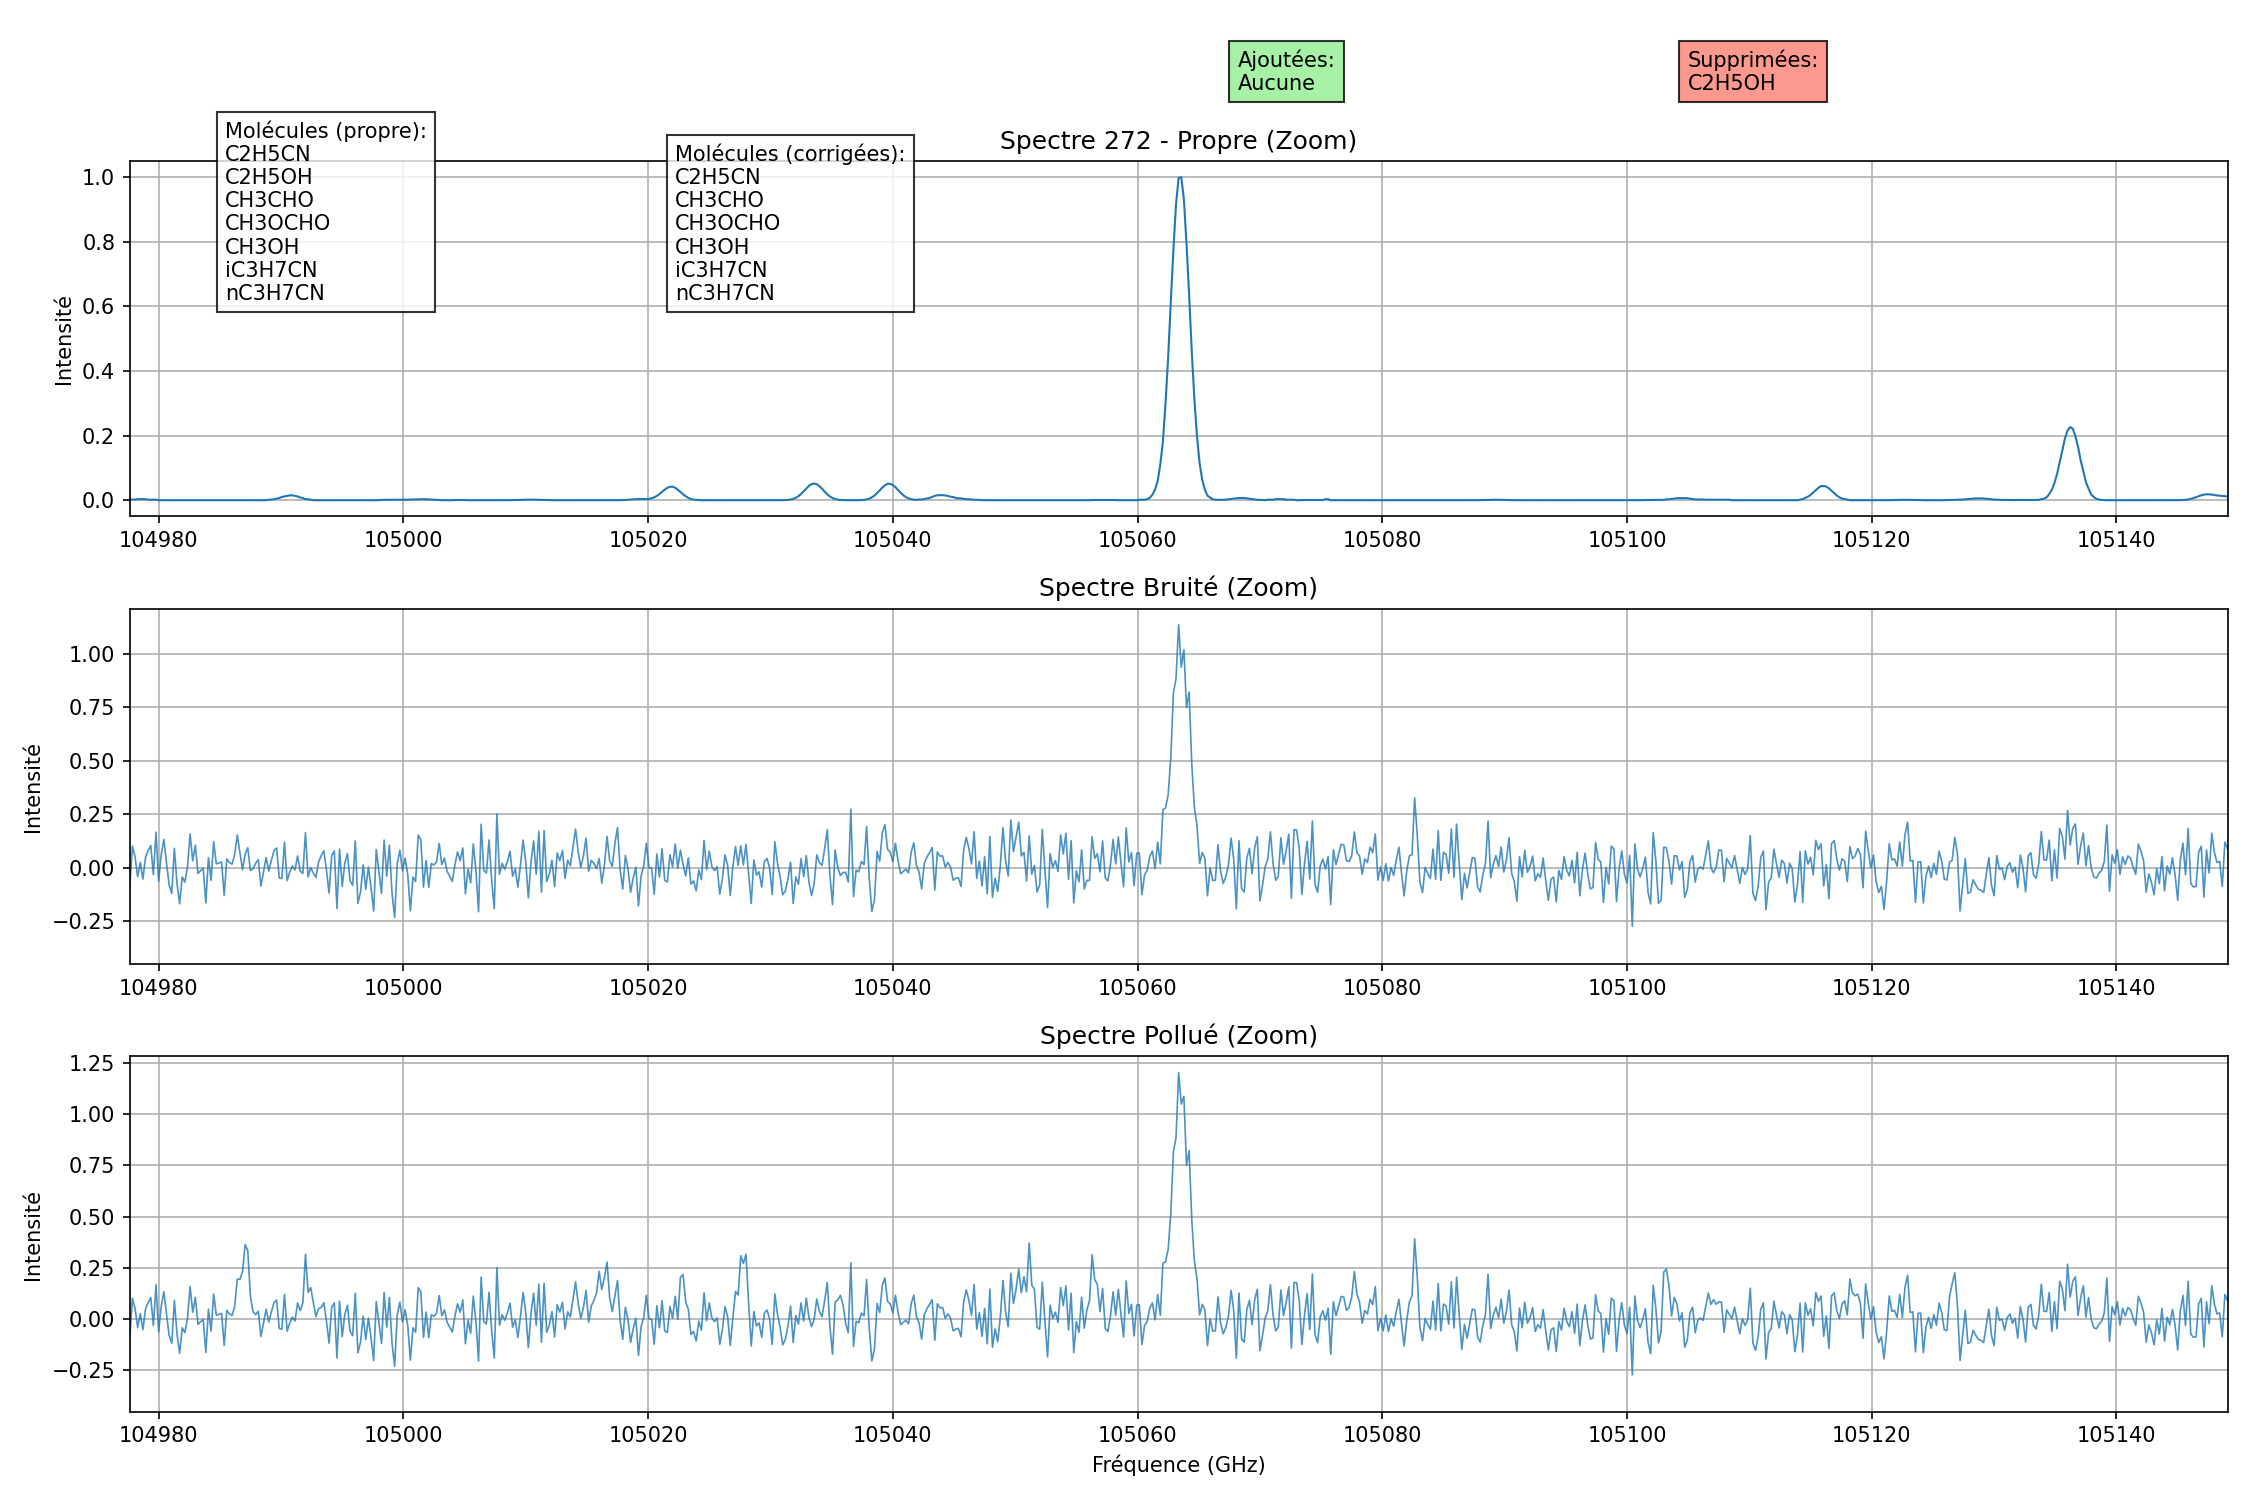 Ajoutées:
Aucune
Supprimées:
C2H5OH
Molécules (propre):
C2H5CN
C2H5OH
CH3CHO
CH3OCHO
CH3OH
iC3H7CN
nC3H7CN
Molécules (corrigées):
C2H5CN
CH3CHO
CH3OCHO
CH3OH
iC3H7CN
nC3H7CN
Spectre 272 - Propre (Zoom)
Intensité
1.0
0.8
0.6
0.4
0.2
0.0
104980 105000 105020 105040 105060 105080 105100 105120 105140
Spectre Bruité (Zoom)
Intensité
1.00
0.75
0.50
0.25
0.00
−0.25
104980 105000 105020 105040 105060 105080 105100 105120 105140
Spectre Pollué (Zoom)
Intensité
1.25
1.00
0.75
0.50
0.25
0.00
−0.25
104980 105000 105020 105040 105060 105080 105100 105120 105140
Fréquence (GHz)